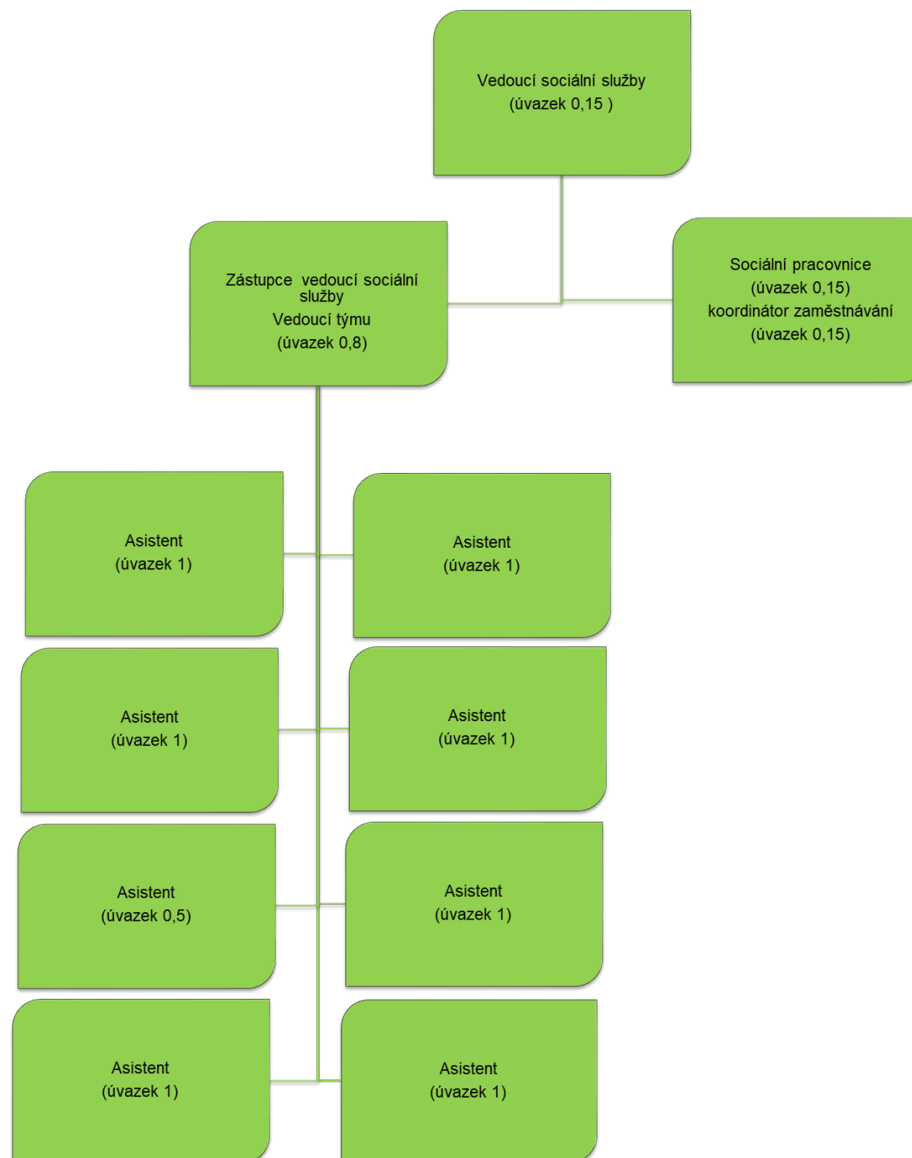 Vedoucí sociální služby
(úvazek 0,15 )
Zástupce vedoucí sociální
služby
Vedoucí týmu
(úvazek 0,8)
Sociální pracovnice
(úvazek 0,15)
koordinátor zaměstnávání
(úvazek 0,15)
Asistent
(úvazek 1)
Asistent
(úvazek 1)
Asistent
(úvazek 1)
Asistent
(úvazek 1)
Asistent
(úvazek 0,5)
Asistent
(úvazek 1)
Asistent
(úvazek 1)
Asistent
(úvazek 1)